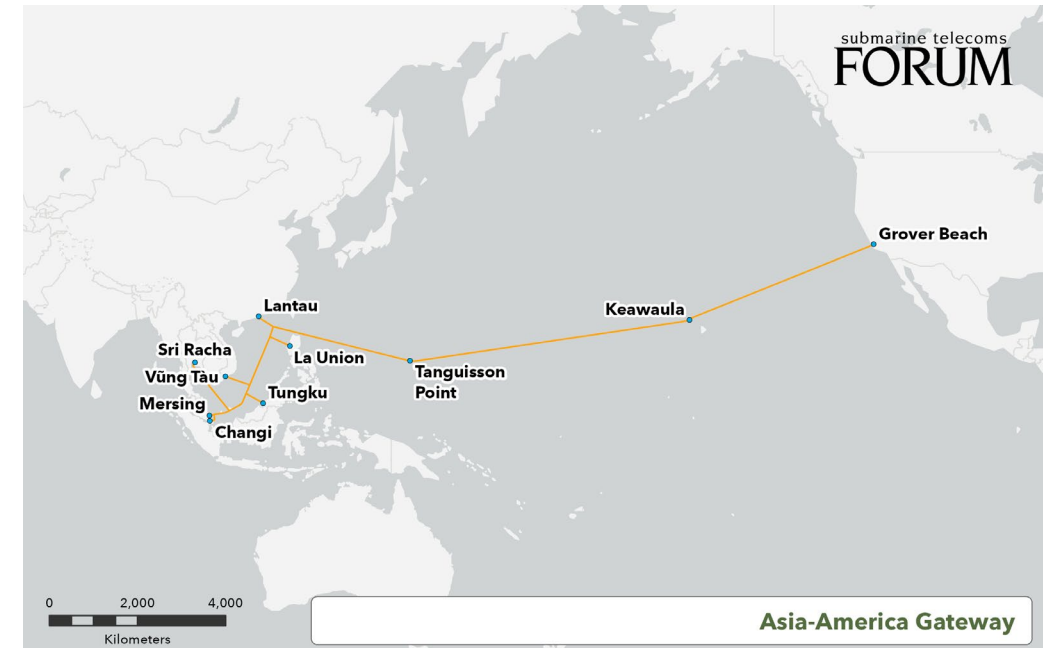 submarine telecoms
FORUM
Grover Beach
Lantau
Keawaula
Sri Racha
La Union
Vũng Tàu
Tanguisson
Point
Mersing
Tungku
Changi
0 2,000 4,000
Kilometers
Asia-America Gateway